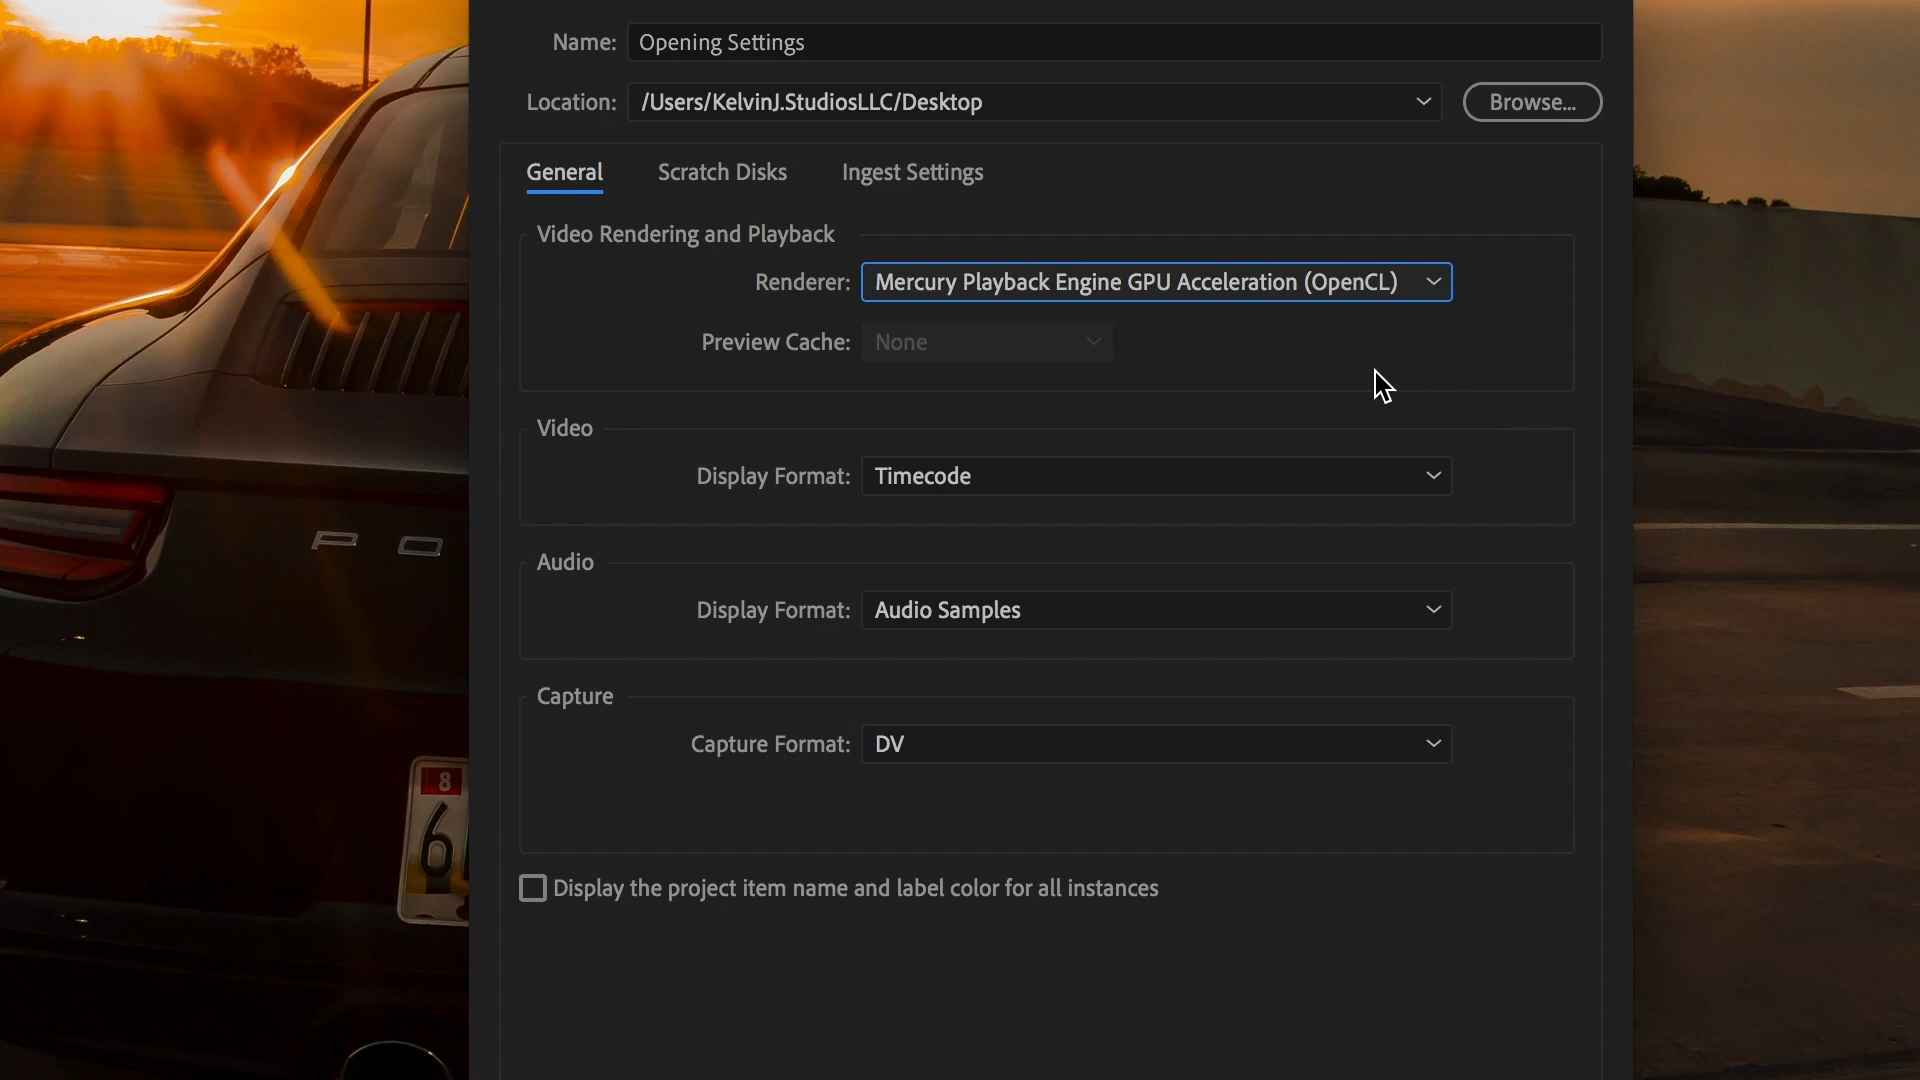 Name: Opening Settings
Location: /Users/KelvinJ.StudiosLLC/Desktop Browse...
General Scratch Disks Ingest Settings
Video Rendering and Playback
Renderer: Mercury Playback Engine GPU Acceleration (OpenCL)
Preview Cache: None
Video
Display Format: Timecode
Audio
Display Format: Audio Samples
Capture
Capture Format: DV
Display the project item name and label color for all instances
P O
8
6